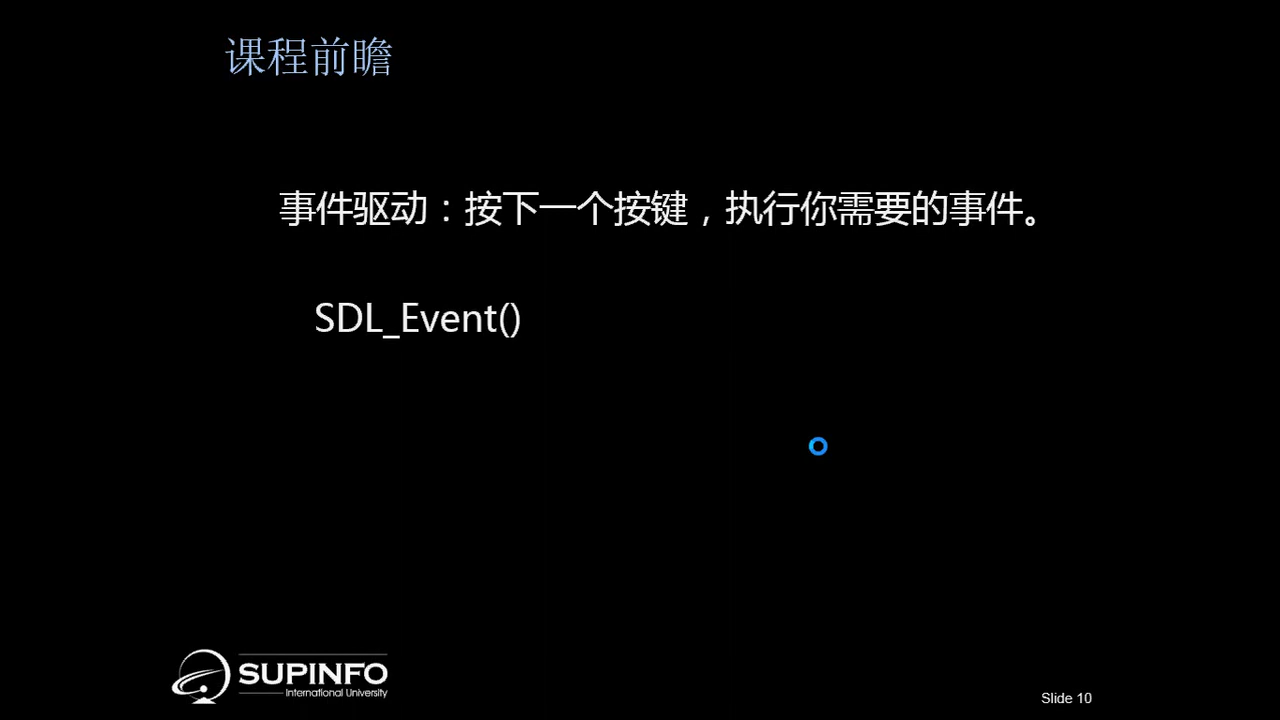 课程前瞻
事件驱动：按下一个按键，执行你需要的事件。
SDL_Event()
SUPINFO
International University
Slide 10